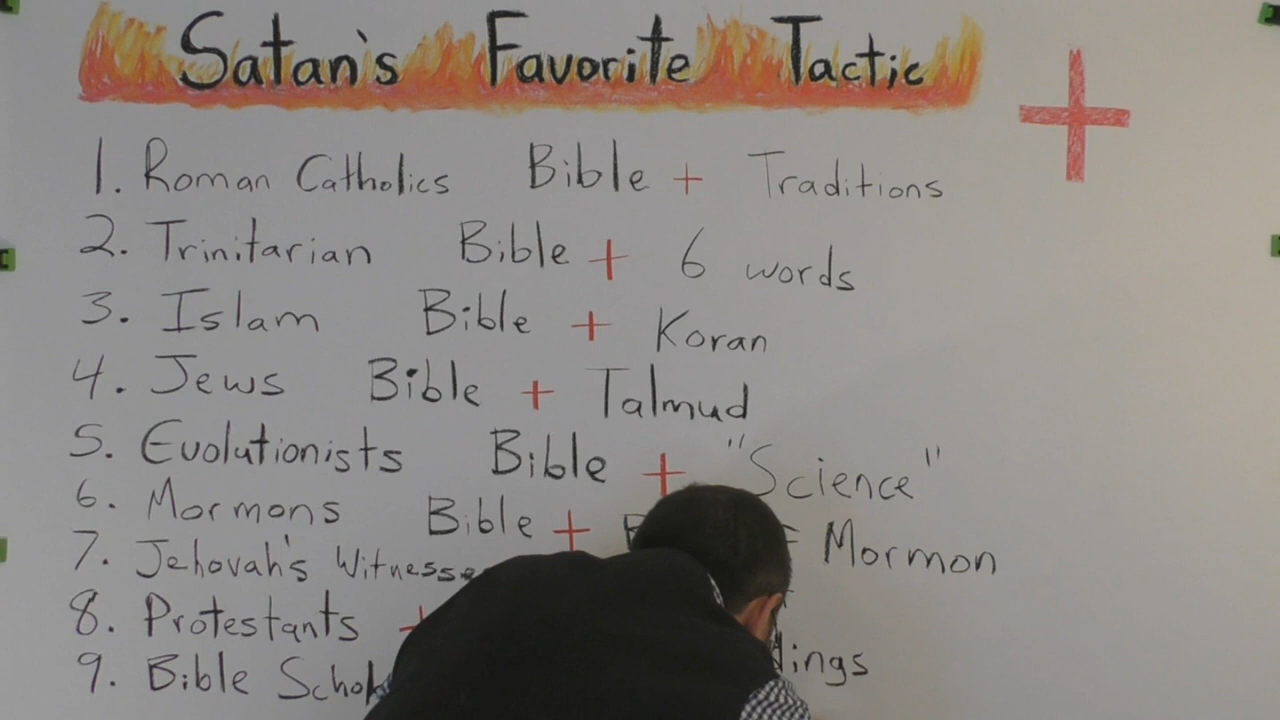 Satan's Favorite Tactic
1. Roman Catholics Bible + Traditions
2. Trinitarian Bible + 6 words
3. Islam Bible + Koran
4. Jews Bible + Talmud
5. Evolutionists Bible + "Science"
6. Mormons Bible + Mormon
7. Jehovah's
8. Protestants +
9. Bible